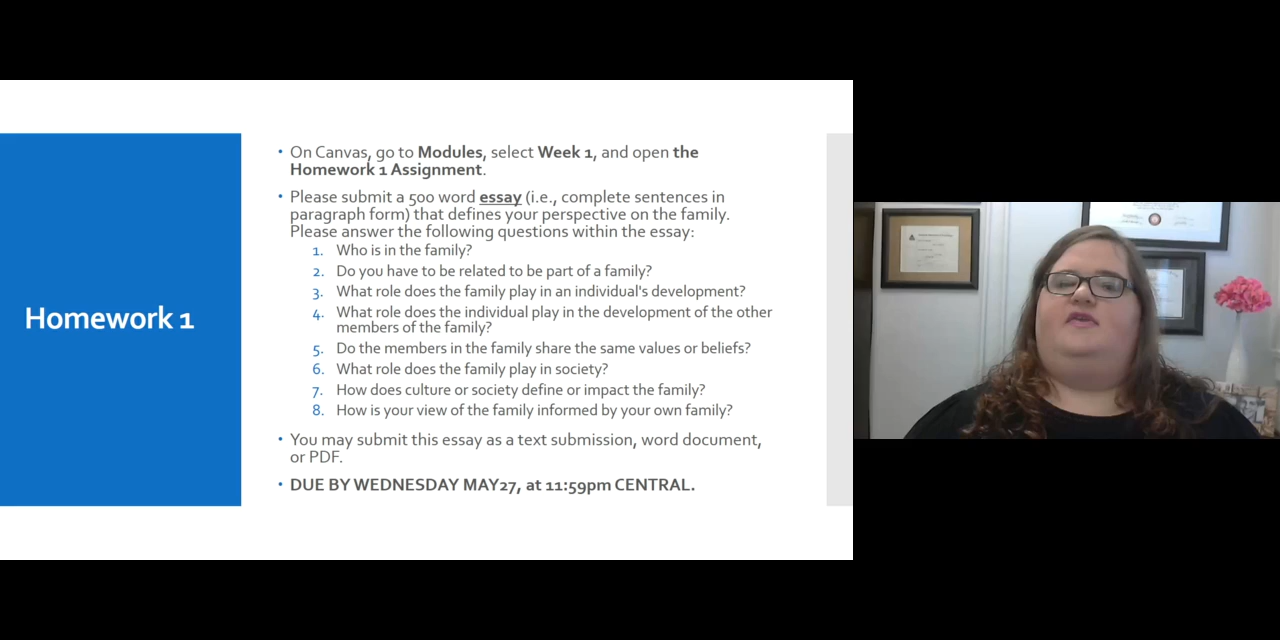 Homework 1
• On Canvas, go to Modules, select Week 1, and open the
Homework 1 Assignment.
• Please submit a 500 word essay (i.e., complete sentences in
paragraph form) that defines your perspective on the family.
Please answer the following questions within the essay:
1. Who is in the family?
2. Do you have to be related to be part of a family?
3. What role does the family play in an individual's development?
4. What role does the individual play in the development of the other
members of the family?
5. Do the members in the family share the same values or beliefs?
6. What role does the family play in society?
7. How does culture or society define or impact the family?
8. How is your view of the family informed by your own family?
• You may submit this essay as a text submission, word document,
or PDF.
• DUE BY WEDNESDAY MAY27, at 11:59pm CENTRAL.